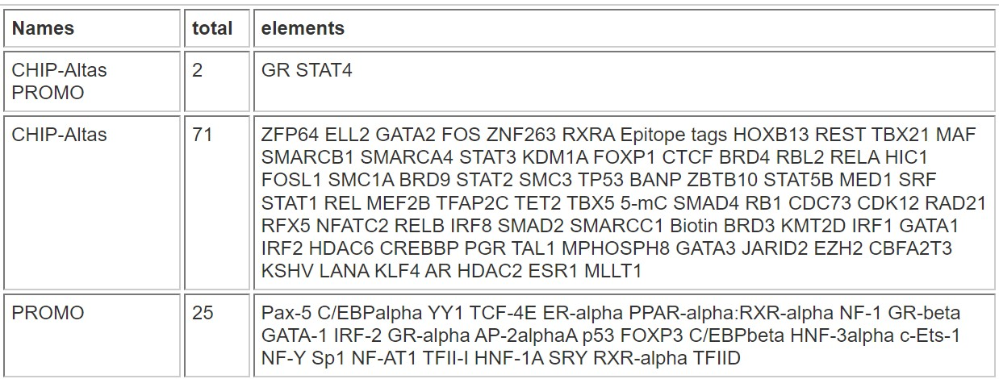 Names total elements
CHIP-Altas 2 GR STAT4
PROMO
CHIP-Altas 71 ZFP64 ELL2 GATA2 FOS ZNF263 RXRA Epitope tags HOXB13 REST TBX21 MAF
SMARCB1 SMARCA4 STAT3 KDM1A FOXP1 CTCF BRD4 RBL2 RELA HIC1
FOSL1 SMC1A BRD9 STAT2 SMC3 TP53 BANP ZBTB10 STAT5B MED1 SRF
STAT1 REL MEF2B TFAP2C TET2 TBX5 5-mC SMAD4 RB1 CDC73 CDK12 RAD21
RFX5 NFATC2 RELB IRF8 SMAD2 SMARCC1 Biotin BRD3 KMT2D IRF1 GATA1
IRF2 HDAC6 CREBBP PGR TAL1 MPHOSPH8 GATA3 JARID2 EZH2 CBFA2T3
KSHV LANA KLF4 AR HDAC2 ESR1 MLLT1
PROMO 25 Pax-5 C/EBPalpha YY1 TCF-4E ER-alpha PPAR-alpha:RXR-alpha NF-1 GR-beta
GATA-1 IRF-2 GR-alpha AP-2alphaA p53 FOXP3 C/EBPbeta HNF-3alpha c-Ets-1
NF-Y Sp1 NF-AT1 TFII-I HNF-1A SRY RXR-alpha TFIID